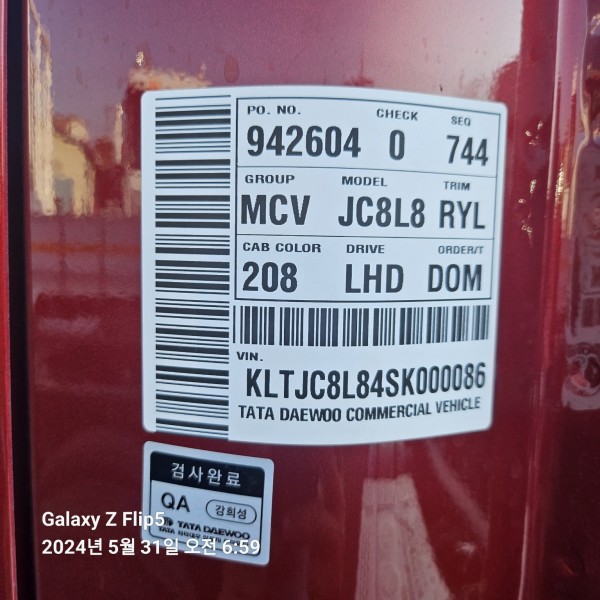 PO. NO. CHECK SEQ
942604 0 744
GROUP MODEL TRIM
MCV JC8L8 RYL
CAB COLOR DRIVE ORDER/T
208 LHD DOM
VIN.
KLTJC8L84SK000086
TATA DAEWOO COMMERCIAL VEHICLE
검사완료
QA 강희성
TATA DAEWOO
Galaxy Z Flip5
2024년 5월 31일 오전 6:59